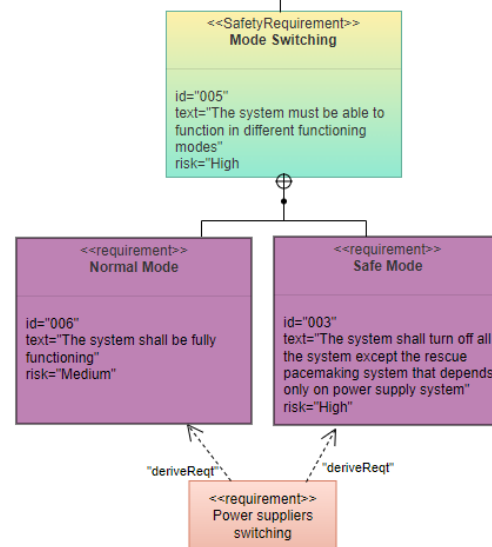 <<SafetyRequirement>>
Mode Switching
id="005"
text="The system must be able to
function in different functioning
modes"
risk="High
<<requirement>>
Normal Mode
id="006"
text="The system shall be fully
functioning"
risk="Medium"
<<requirement>>
Safe Mode
id="003"
text="The system shall turn off all
the system except the rescue
pacemaking system that depends
only on power supply system"
risk="High"
"deriveReqt"
"deriveReqt"
<<requirement>>
Power suppliers
switching